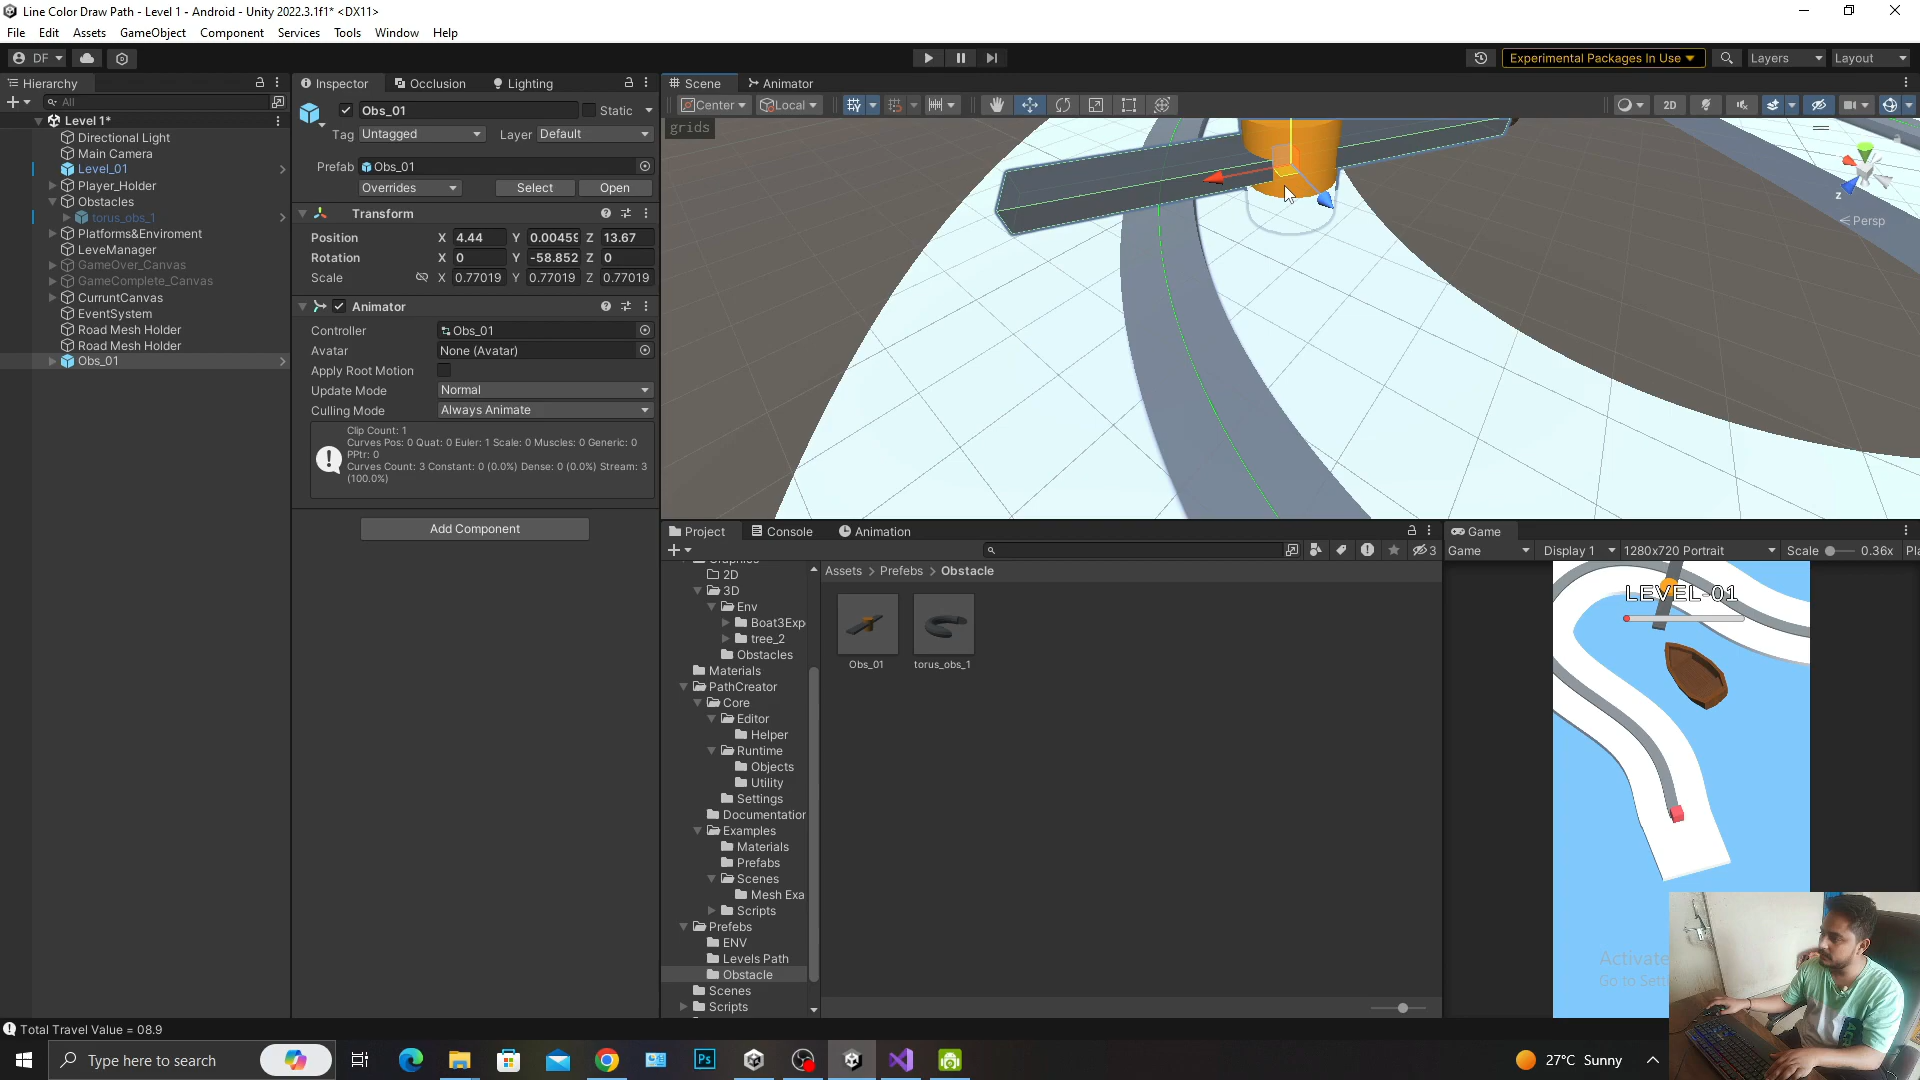 Line Color Draw Path - Level 1 - Android - Unity 2022.3.1f1* <DX11>
File Edit Assets GameObject Component Services Tools Window Help
DF Experimental Packages In Use Layers Layout
Hierarchy
All
Level 1*
Directional Light
Main Camera
Level_01
Player_Holder
Obstacles
torus_obs_1
Platforms&Enviroment
LeveManager
GameOver_Canvas
GameComplete_Canvas
CurruntCanvas
EventSystem
Road Mesh Holder
Road Mesh Holder
Obs_01
Inspector Occlusion Lighting
Obs_01 Static
Tag Untagged Layer Default
Prefab Obs_01
Overrides Select Open
Transform
Position X 4.44 Y 0.00459 Z 13.67
Rotation X 0 Y -58.852 Z 0
Scale X 0.77019 Y 0.77019 Z 0.77019
Animator
Controller Obs_01
Avatar None (Avatar)
Apply Root Motion
Update Mode Normal
Culling Mode Always Animate
Clip Count: 1
Curves Pos: 0 Quat: 0 Euler: 1 Scale: 0 Muscles: 0 Generic: 0
PPtr: 0
Curves Count: 3 Constant: 0 (0.0%) Dense: 0 (0.0%) Stream: 3
(100.0%)
Add Component
Scene Animator
Center Local 2D
grids
z
Persp
Project Console Animation
3
2D
3D
Env
Boat3Exp
tree_2
Obstacles
Materials
PathCreator
Core
Editor
Helper
Runtime
Objects
Utility
Settings
Documentation
Examples
Materials
Prefabs
Scenes
Mesh Exa
Scripts
Prefebs
ENV
Levels Path
Obstacle
Scenes
Scripts
Assets > Prefebs > Obstacle
Obs_01 torus_obs_1
Game
Game Display 1 1280x720 Portrait Scale 0.36x Pla
LEVEL-01
Activate
Go to Sett
Total Travel Value = 08.9
Type here to search
Ps
27°C Sunny